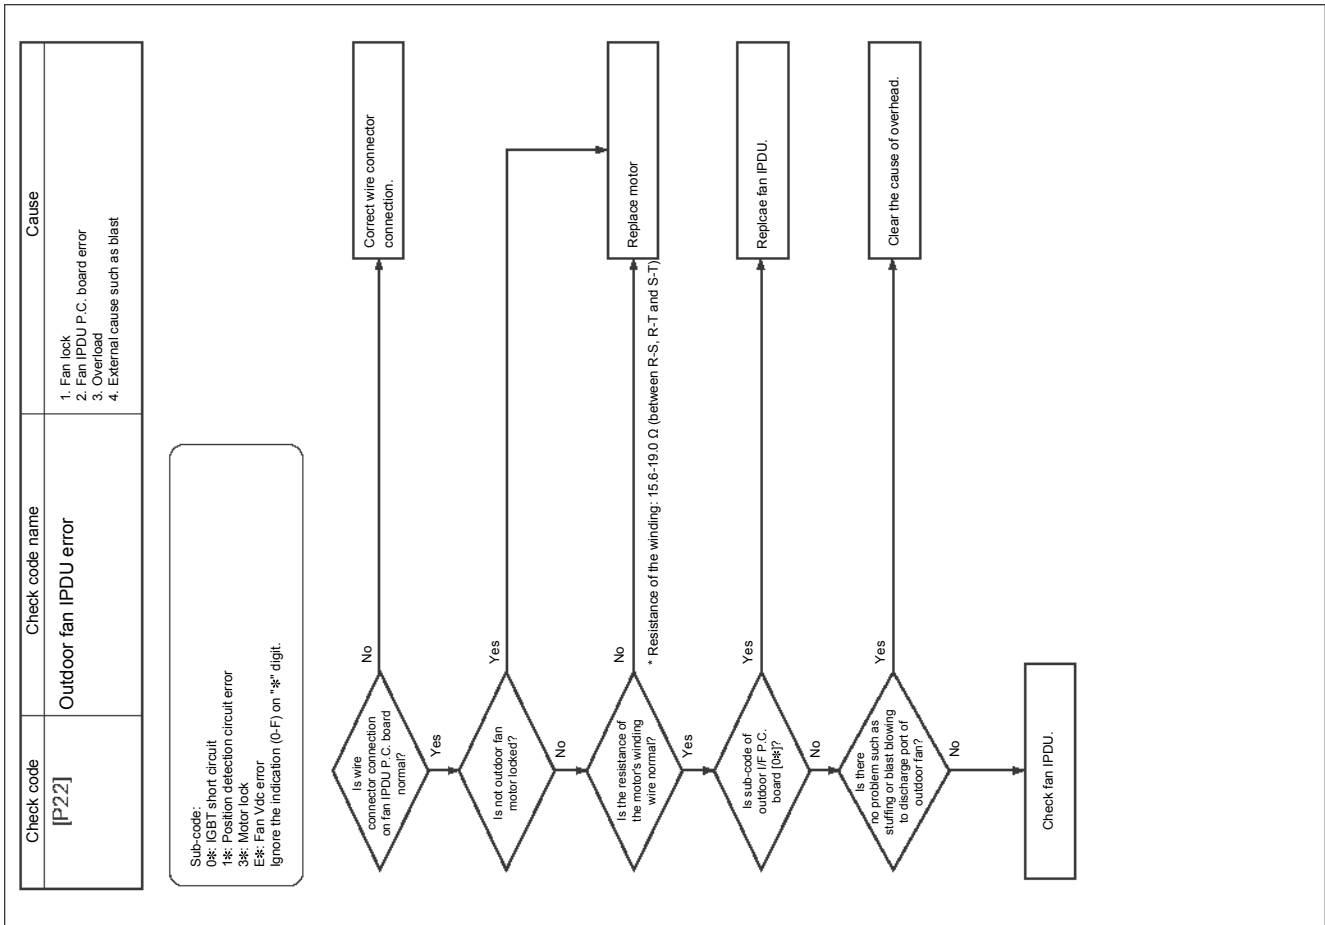 Check code
Check code name
Cause
[P22]
Outdoor fan IPDU error
1. Fan lock
2. Fan IPDU P.C. board error
3. Overload
4. External cause such as blast
Sub-code:
0✻: IGBT short circuit
1✻: Position detection circuit error
3✻: Motor lock
E✻: Fan Vdc error
Ignore the indication (0-F) on "✻" digit.
Is wire
connector connection
on fan IPDU P.C. board
normal?
No
Correct wire connector
connection.
Yes
Is not outdoor fan
motor locked?
Yes
No
Is the resistance of
the motor's winding
wire normal?
No
Replace motor
* Resistance of the winding: 15.6-19.0 Ω (between R-S, R-T and S-T)
Yes
Is sub-code of
outdoor I/F P.C.
board [0✻]?
Yes
Replcae fan IPDU.
No
Is there
no problem such as
stuffing or blast blowing
to discharge port of
outdoor fan?
Yes
Clear the cause of overhead.
No
Check fan IPDU.